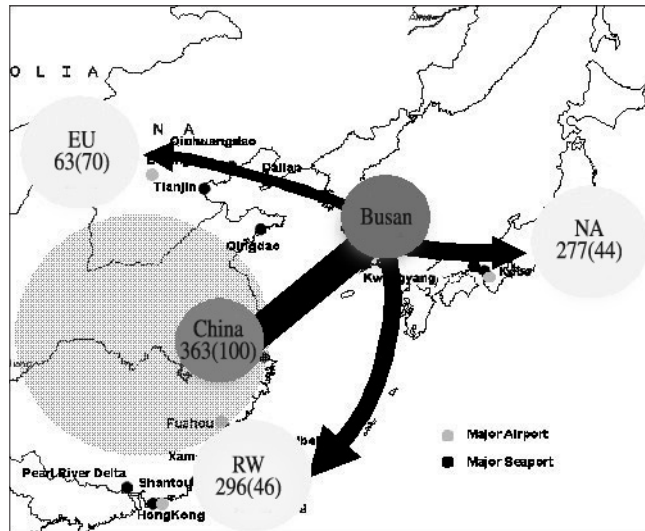 O L I A
N A
EU
63(70)
Qinhuangdao
Dalian
Tianjin
Qingdao
Busan
NA
277(44)
Kobe
Kwangyang
China
363(100)
Fuzhou
RW
296(46)
Pearl River Delta
Shantou
HongKong
Major Airport
Major Seaport